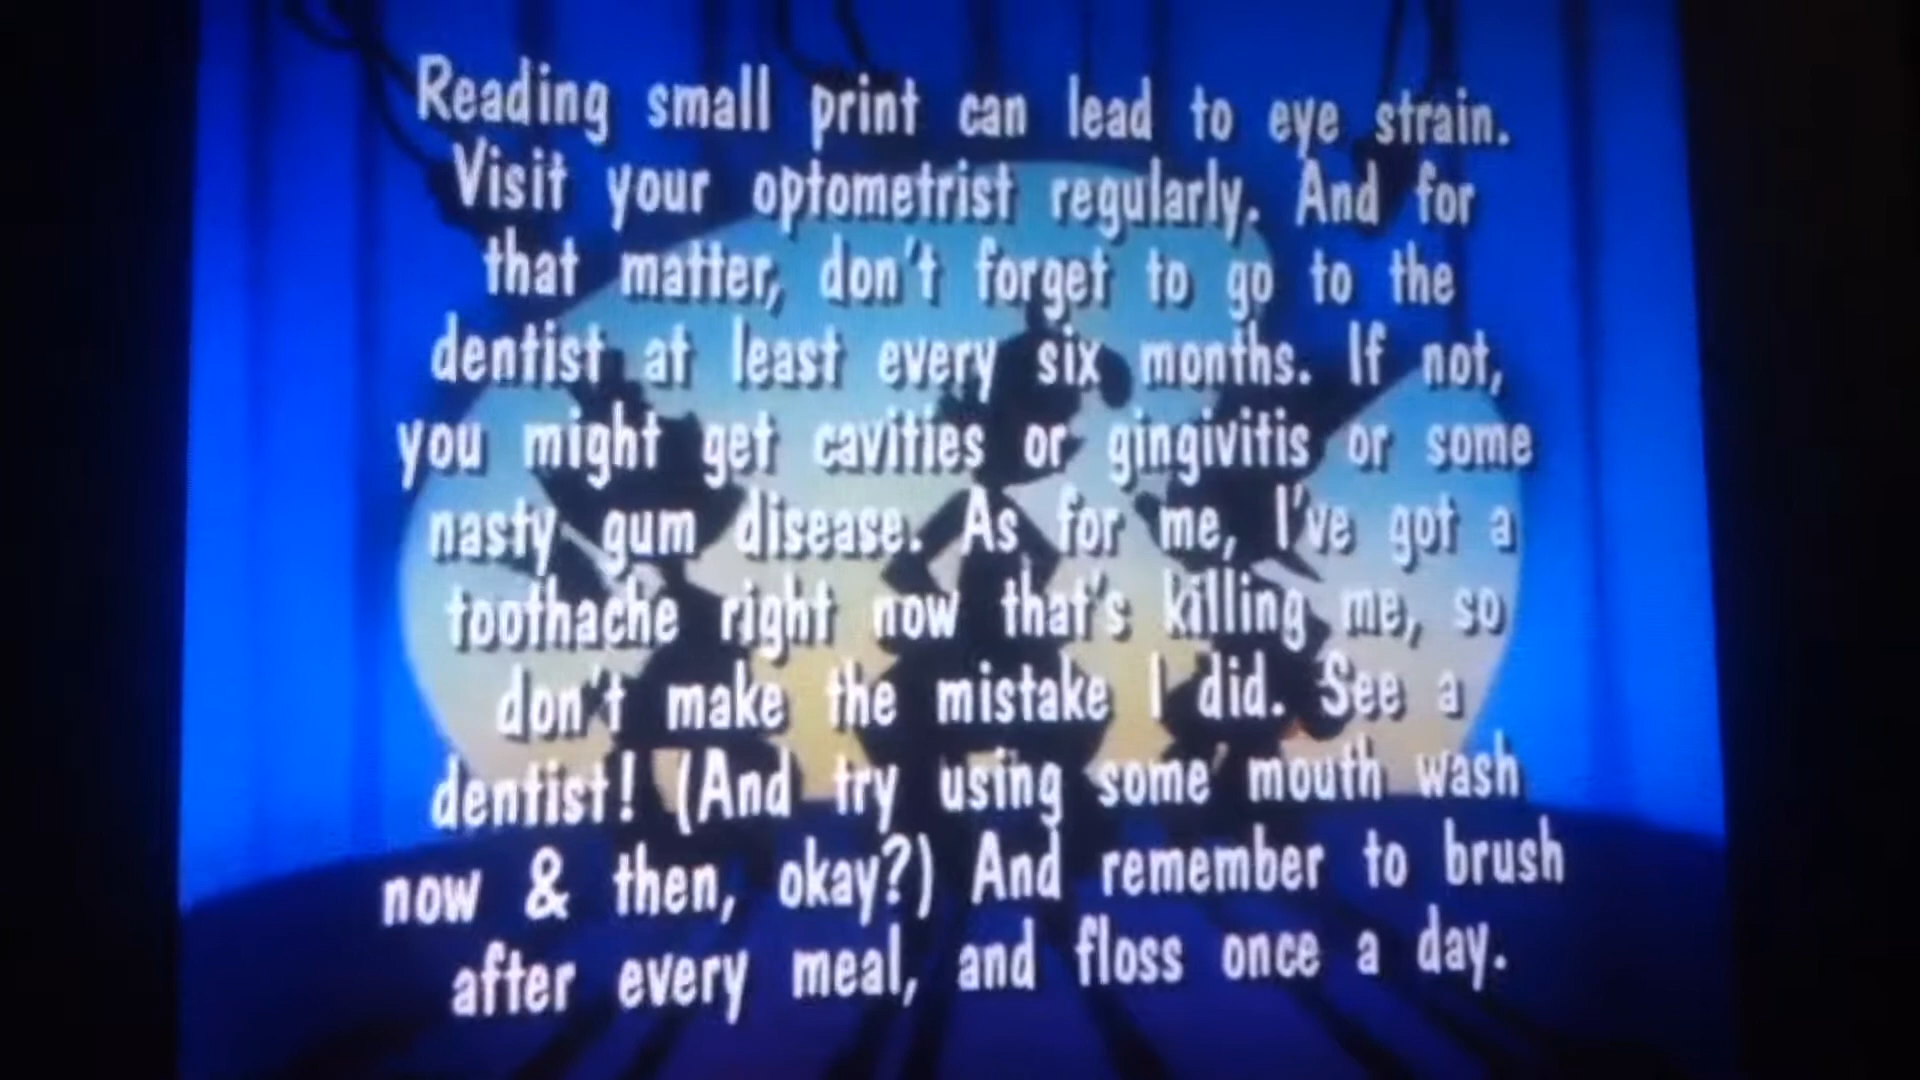 Reading small print can lead to eye strain.
Visit your optometrist regularly. And for
that matter, don't forget to go to the
dentist at least every six months. If not,
you might get cavities or gingivitis or some
nasty gum disease. As for me, I've got a
toothache right now that's killing me, so
don't make the mistake I did. See a
dentist! (And try using some mouth wash
now & then, okay?) And remember to brush
after every meal, and floss once a day.